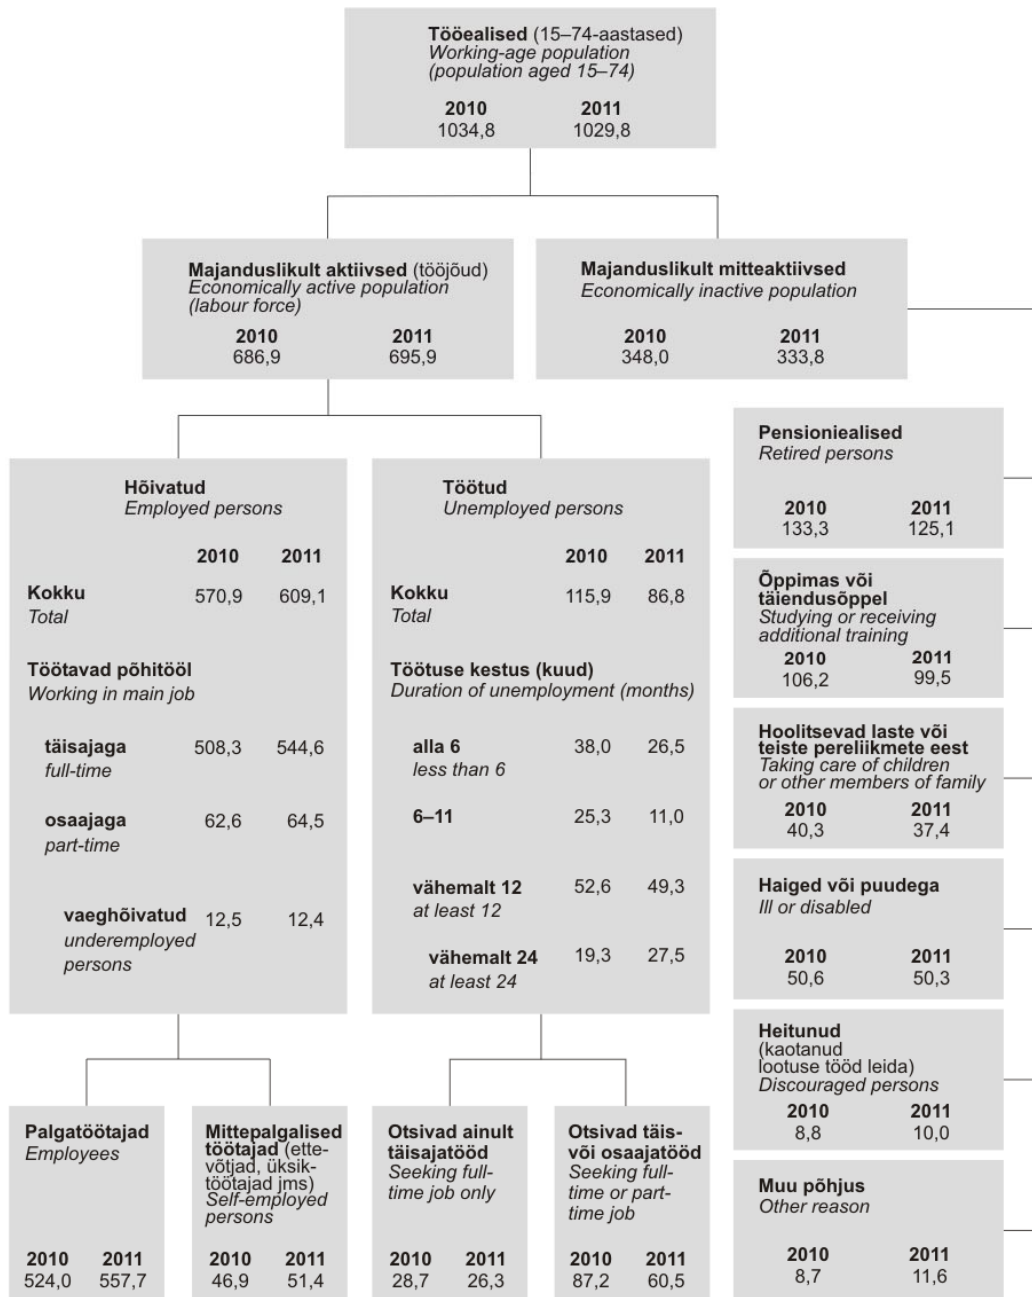 Tööealised (15–74-aastased)
Working-age population
(population aged 15–74)
2010 2011
1034,8 1029,8
Majanduslikult aktiivsed (tööjõud)
Economically active population
(labour force)
2010 2011
686,9 695,9
Majanduslikult mitteaktiivsed
Economically inactive population
2010 2011
348,0 333,8
Hõivatud
Employed persons
2010 2011
Kokku 570,9 609,1
Total
Töötavad põhitööl
Working in main job
täisajaga 508,3 544,6
full-time
osaajaga 62,6 64,5
part-time
vaeghõivatud 12,5 12,4
underemployed
persons
Töötud
Unemployed persons
2010 2011
Kokku 115,9 86,8
Total
Töötuse kestus (kuud)
Duration of unemployment (months)
alla 6 38,0 26,5
less than 6
6–11 25,3 11,0
vähemalt 12 52,6 49,3
at least 12
vähemalt 24 19,3 27,5
at least 24
Pensioniealised
Retired persons
2010 2011
133,3 125,1
Õppimas või
täiendusõppel
Studying or receiving
additional training
2010 2011
106,2 99,5
Hoolitsevad laste või
teiste pereliikmete eest
Taking care of children
or other members of family
2010 2011
40,3 37,4
Haiged või puudega
Ill or disabled
2010 2011
50,6 50,3
Heitunud
(kaotanud
lootuse tööd leida)
Discouraged persons
2010 2011
8,8 10,0
Muu põhjus
Other reason
2010 2011
8,7 11,6
Palgatöötajad
Employees
2010 2011
524,0 557,7
Mittepalgalised
töötajad (ette-
võtjad, üksik-
töötajad jms)
Self-employed
persons
2010 2011
46,9 51,4
Otsivad ainult
täisajatööd
Seeking full-
time job only
2010 2011
28,7 26,3
Otsivad täis-
või osaajatööd
Seeking full-
time or part-
time job
2010 2011
87,2 60,5